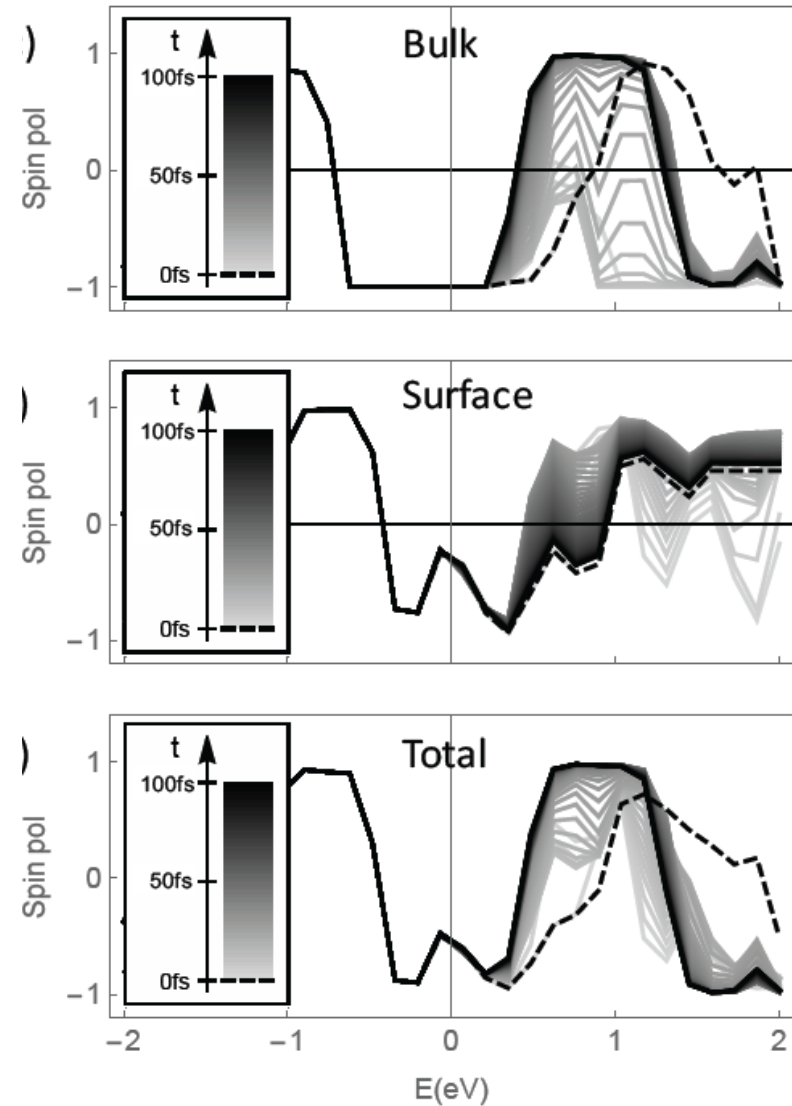 )
Bulk
t
100fs
50fs
0fs
1
0
−1
Spin pol
)
Surface
t
100fs
50fs
0fs
1
0
−1
Spin pol
)
Total
t
100fs
50fs
0fs
1
0
−1
Spin pol
−2 −1 0 1 2
E(eV)